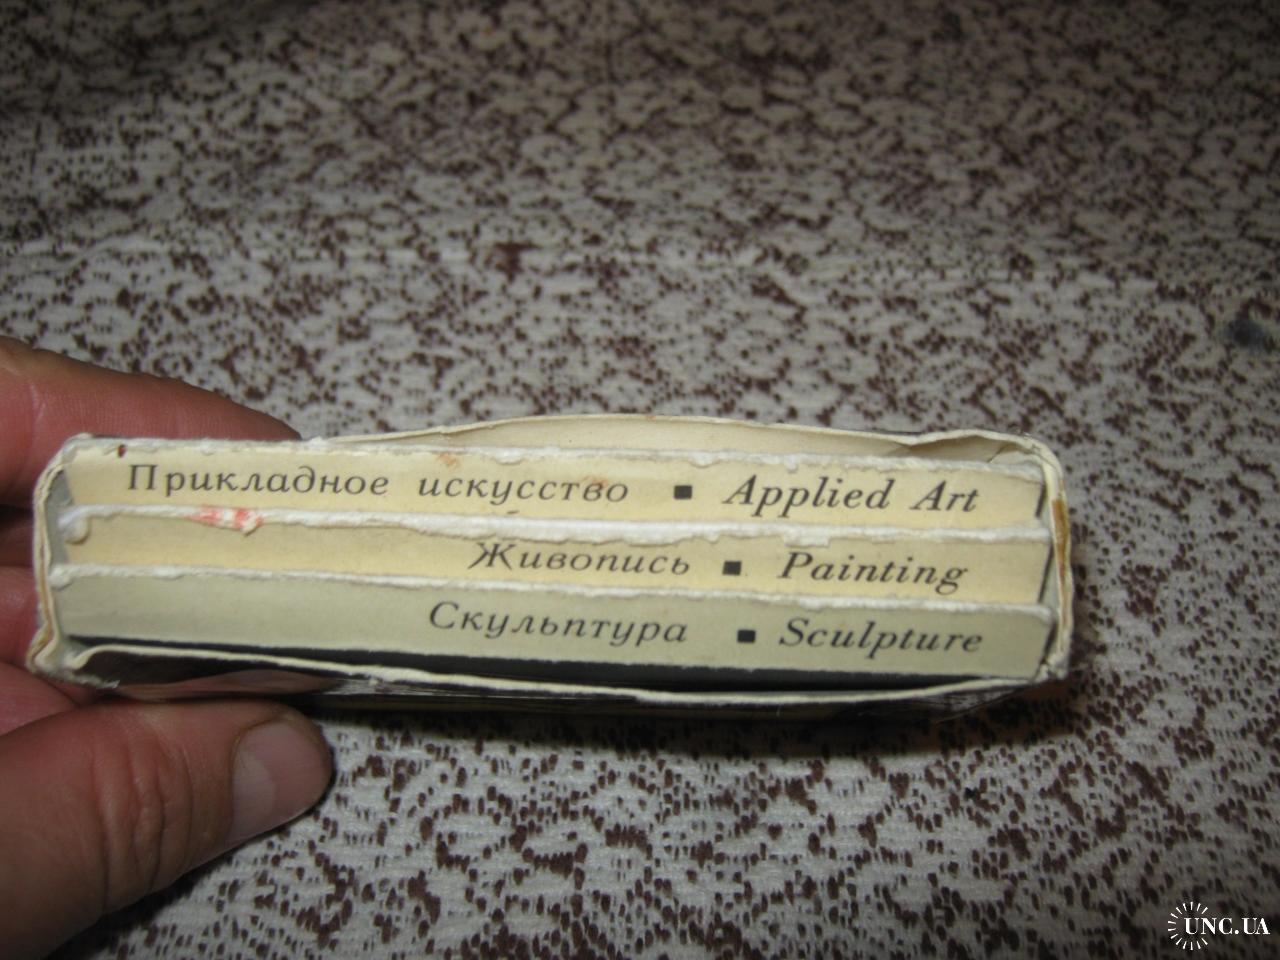 Прикладное искусство ▪ Applied Art
Живопись ▪ Painting
Скульптура ▪ Sculpture
UNC.UA